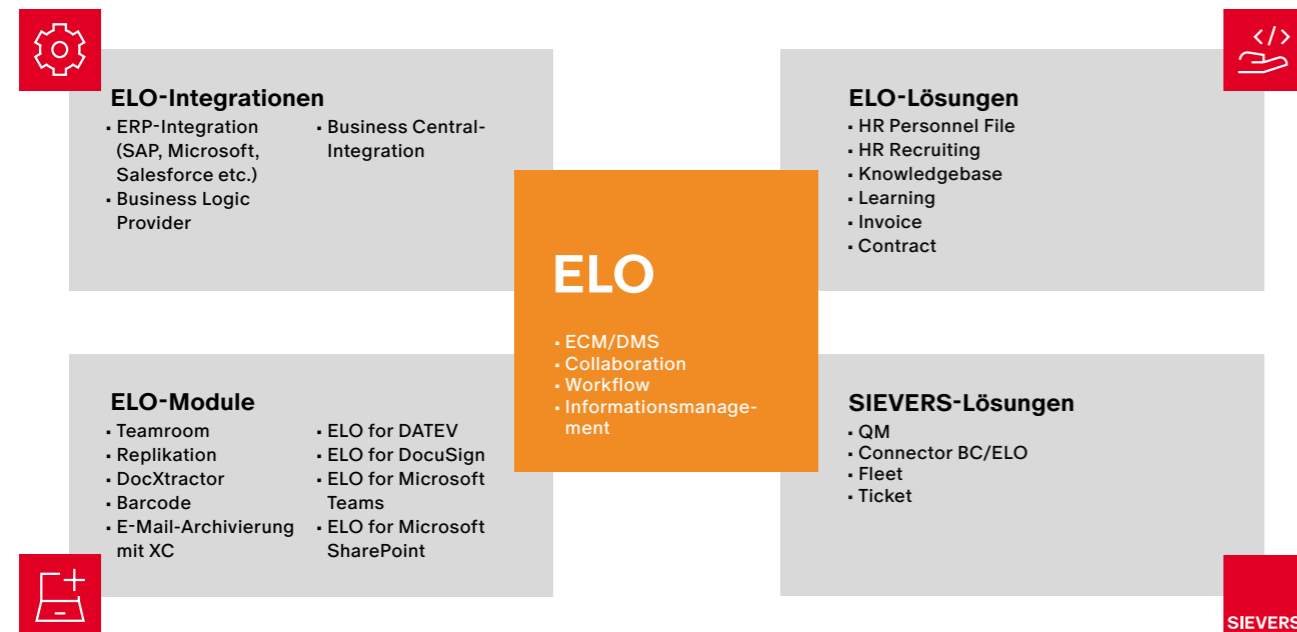 ELO-Integrationen
▪ ERP-Integration
(SAP, Microsoft,
Salesforce etc.)
▪ Business Logic
Provider
▪ Business Central-
Integration
</>
ELO-Lösungen
▪ HR Personnel File
▪ HR Recruiting
▪ Knowledgebase
▪ Learning
▪ Invoice
▪ Contract
ELO
▪ ECM/DMS
▪ Collaboration
▪ Workflow
▪ Informationsmanage-
ment
ELO-Module
▪ Teamroom
▪ Replikation
▪ DocXtractor
▪ Barcode
▪ E-Mail-Archivierung
mit XC
▪ ELO for DATEV
▪ ELO for DocuSign
▪ ELO for Microsoft
Teams
▪ ELO for Microsoft
SharePoint
SIEVERS-Lösungen
▪ QM
▪ Connector BC/ELO
▪ Fleet
▪ Ticket
SIEVERS